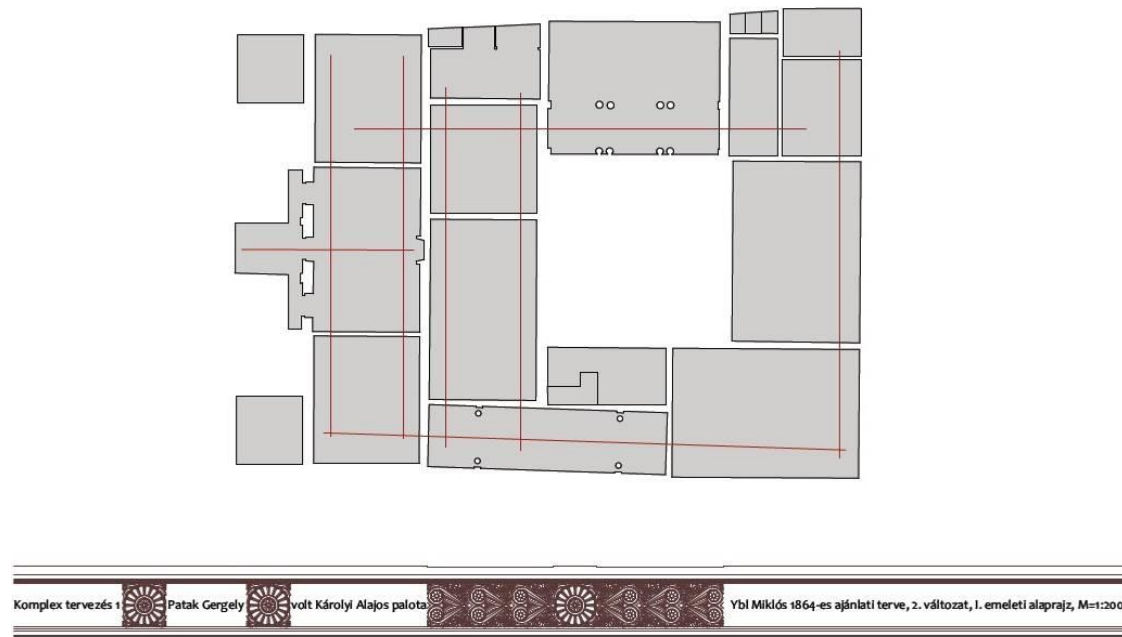 Komplex tervezés 1 Patak Gergely volt Károlyi Alajos palota Ybl Miklós 1864-es ajánlati terve, 2. változat, I. emeleti alaprajz, M=1:200